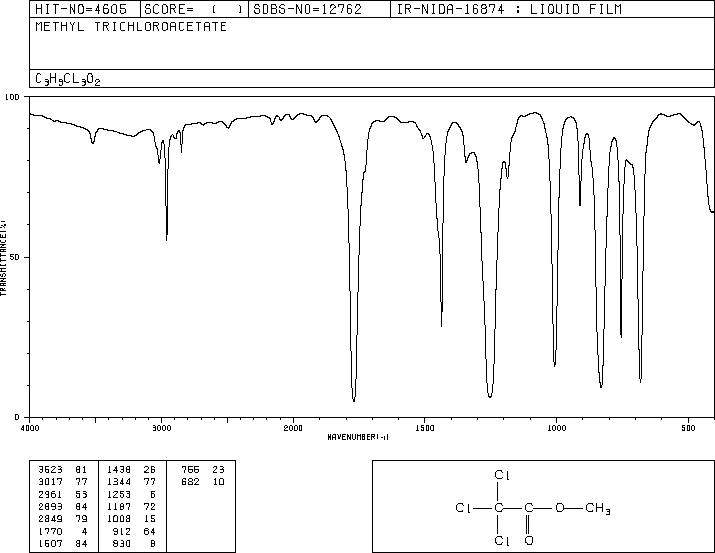 HIT-NO=4605 SCORE= ( ) SDBS-NO=12762 IR-NIDA-16874 : LIQUID FILM
METHYL TRICHLOROACETATE
C3H3CL3O2
100
50
0
TRANSMITTANCE(%)
4000 3000 2000 1500 1000 500
WAVENUMBER(-1)
3523 81 1438 26 756 23
3017 77 1344 77 682 10
2961 53 1253 6
2893 84 1187 72
2849 79 1008 15
1770 4 912 64
1507 84 830 8
Cl
Cl C C O CH3
Cl O